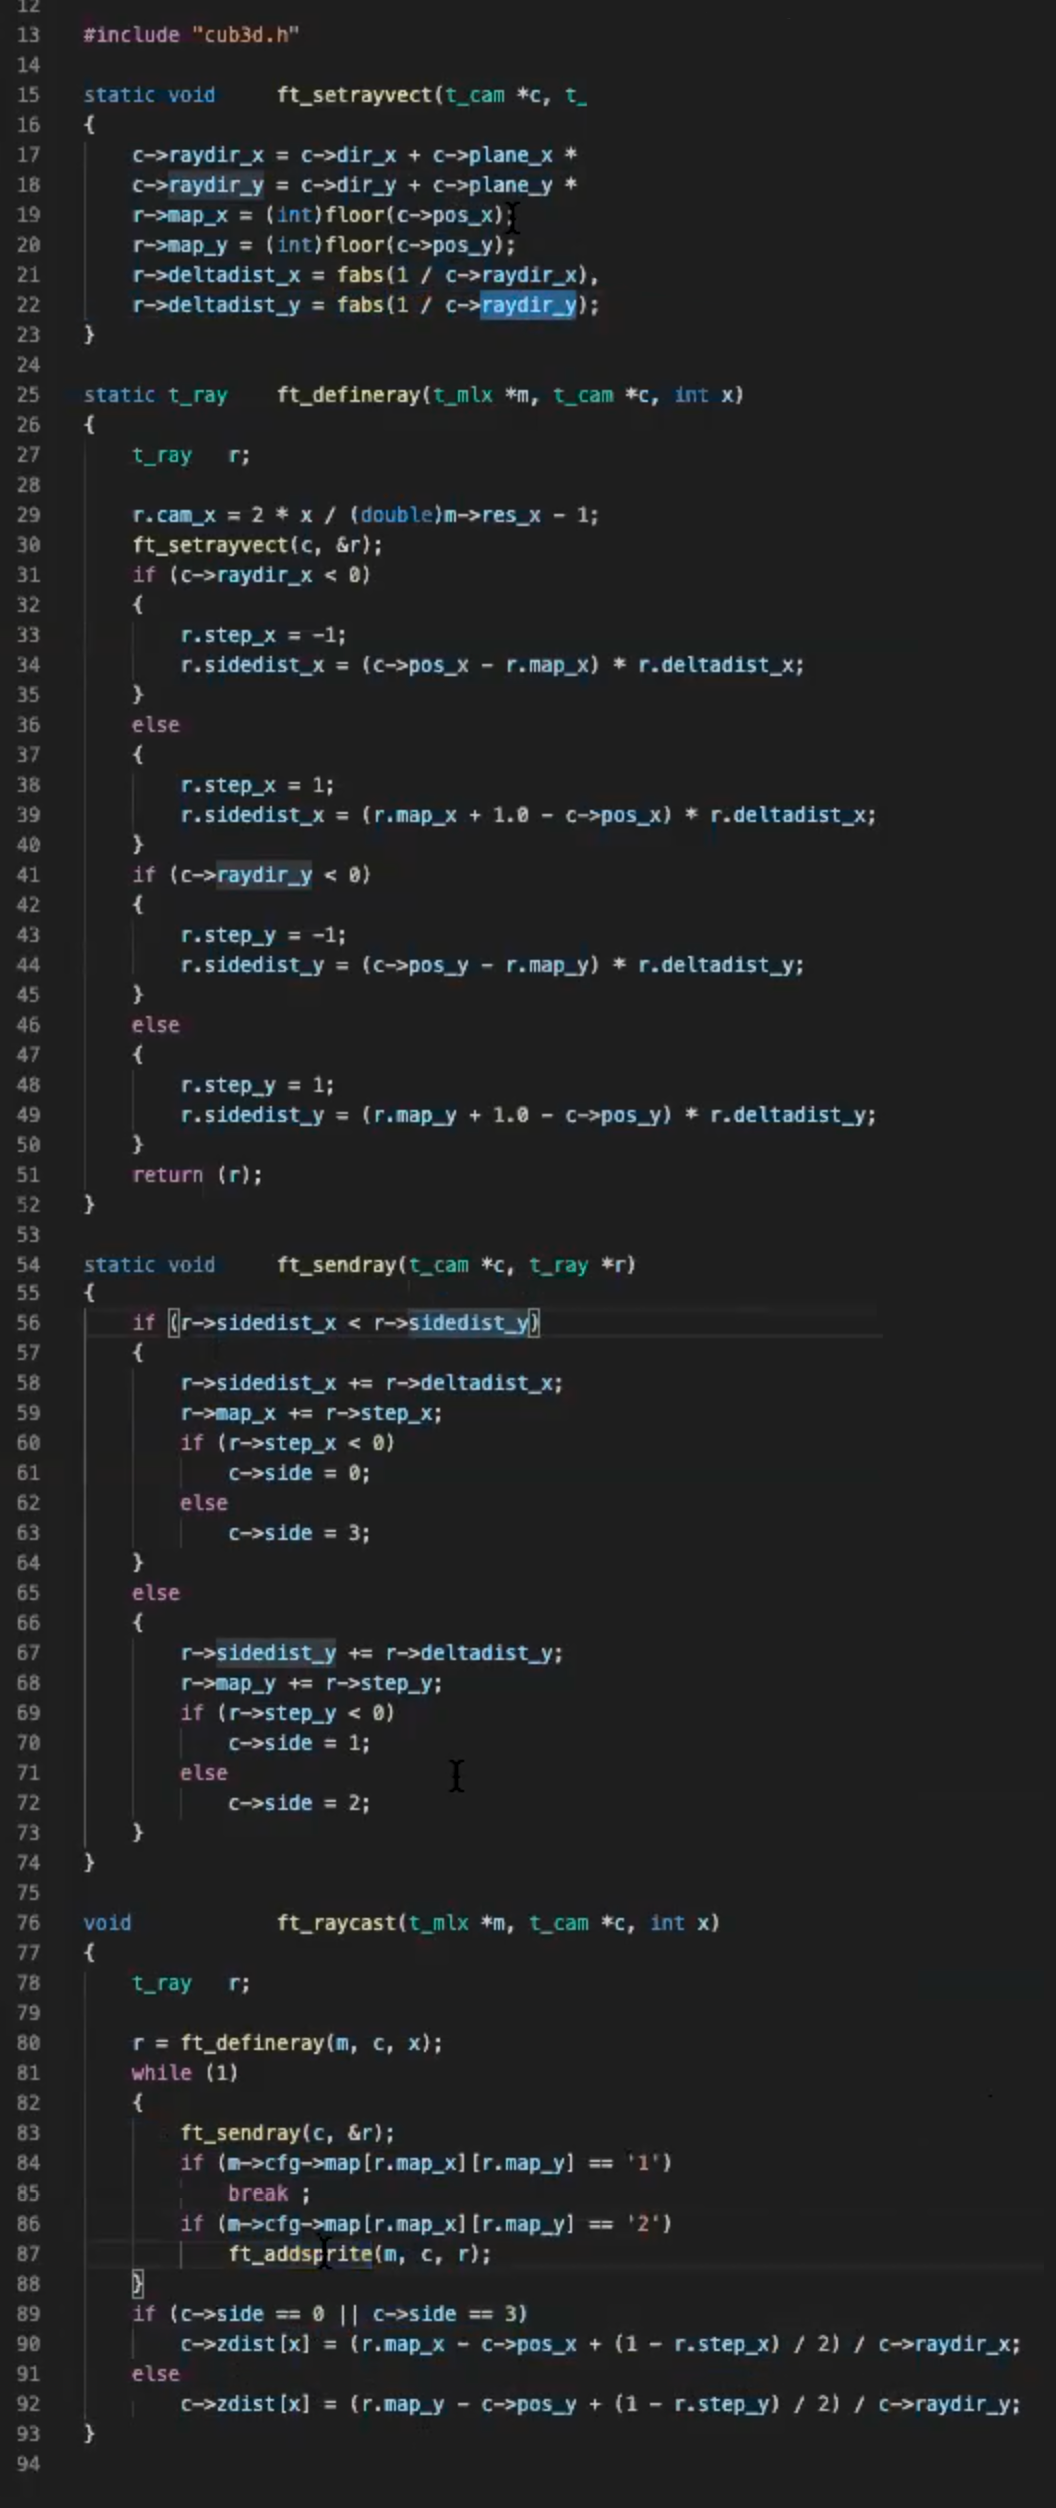 12
13 #include "cub3d.h"
14
15 static void ft_setrayvect(t_cam *c, t_
16 {
17 c->raydir_x = c->dir_x + c->plane_x *
18 c->raydir_y = c->dir_y + c->plane_y *
19 r->map_x = (int)floor(c->pos_x);
20 r->map_y = (int)floor(c->pos_y);
21 r->deltadist_x = fabs(1 / c->raydir_x),
22 r->deltadist_y = fabs(1 / c->raydir_y);
23 }
24
25 static t_ray ft_defineray(t_mlx *m, t_cam *c, int x)
26 {
27 t_ray r;
28
29 r.cam_x = 2 * x / (double)m->res_x - 1;
30 ft_setrayvect(c, &r);
31 if (c->raydir_x < 0)
32 {
33 r.step_x = -1;
34 r.sidedist_x = (c->pos_x - r.map_x) * r.deltadist_x;
35 }
36 else
37 {
38 r.step_x = 1;
39 r.sidedist_x = (r.map_x + 1.0 - c->pos_x) * r.deltadist_x;
40 }
41 if (c->raydir_y < 0)
42 {
43 r.step_y = -1;
44 r.sidedist_y = (c->pos_y - r.map_y) * r.deltadist_y;
45 }
46 else
47 {
48 r.step_y = 1;
49 r.sidedist_y = (r.map_y + 1.0 - c->pos_y) * r.deltadist_y;
50 }
51 return (r);
52 }
53
54 static void ft_sendray(t_cam *c, t_ray *r)
55 {
56 if (r->sidedist_x < r->sidedist_y)
57 {
58 r->sidedist_x += r->deltadist_x;
59 r->map_x += r->step_x;
60 if (r->step_x < 0)
61 c->side = 0;
62 else
63 c->side = 3;
64 }
65 else
66 {
67 r->sidedist_y += r->deltadist_y;
68 r->map_y += r->step_y;
69 if (r->step_y < 0)
70 c->side = 1;
71 else
72 c->side = 2;
73 }
74 }
75
76 void ft_raycast(t_mlx *m, t_cam *c, int x)
77 {
78 t_ray r;
79
80 r = ft_defineray(m, c, x);
81 while (1)
82 {
83 ft_sendray(c, &r);
84 if (m->cfg->map[r.map_x][r.map_y] == '1')
85 break ;
86 if (m->cfg->map[r.map_x][r.map_y] == '2')
87 ft_addsprite(m, c, r);
88 }
89 if (c->side == 0 || c->side == 3)
90 c->zdist[x] = (r.map_x - c->pos_x + (1 - r.step_x) / 2) / c->raydir_x;
91 else
92 c->zdist[x] = (r.map_y - c->pos_y + (1 - r.step_y) / 2) / c->raydir_y;
93 }
94